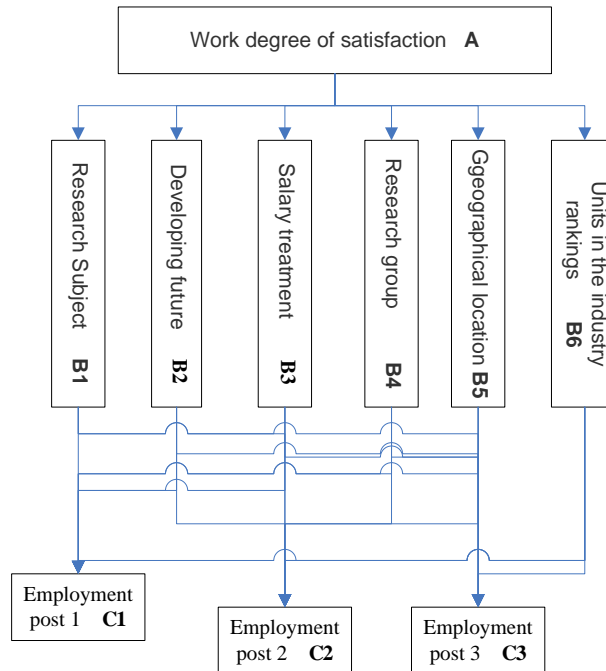 Work degree of satisfaction A
Research Subject B1
Developing future B2
Salary treatment B3
Research group B4
Ggeographical location B5
Units in the industry
rankings B6
Employment
post 1 C1
Employment
post 2 C2
Employment
post 3 C3